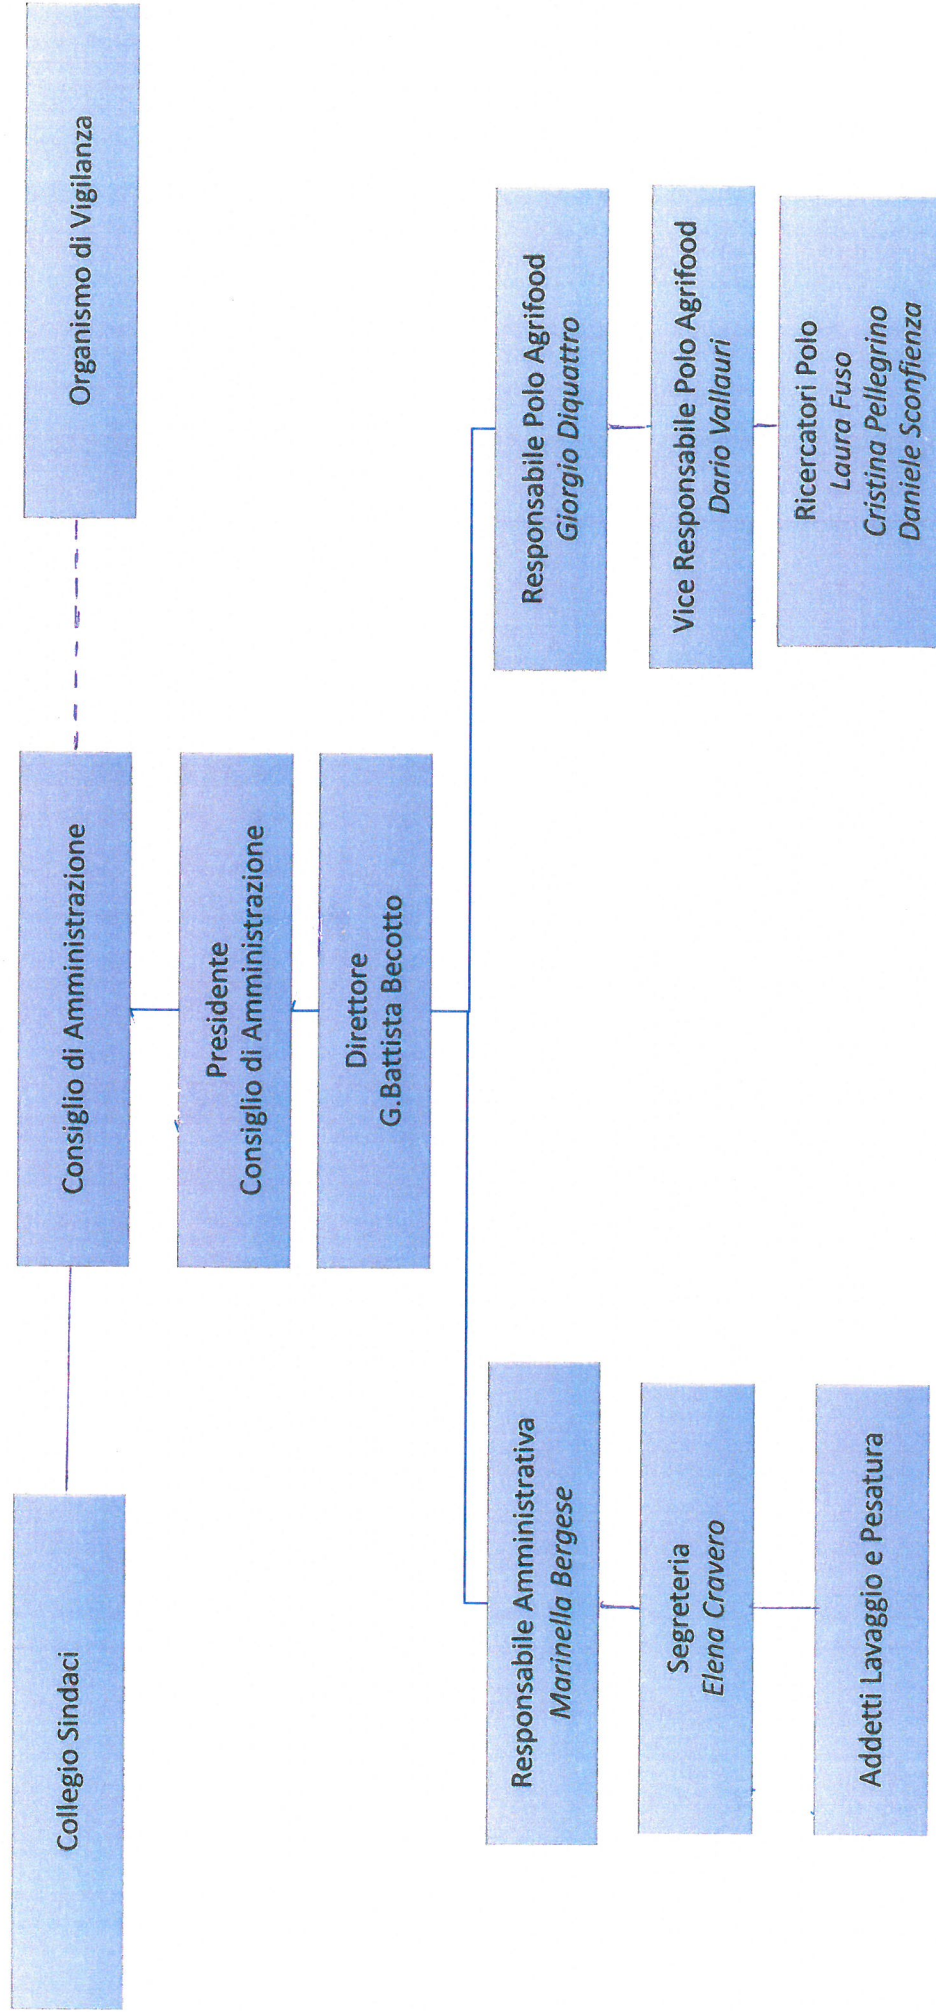 Collegio Sindaci
Consiglio di Amministrazione
Organismo di Vigilanza
Presidente
Consiglio di Amministrazione
Direttore
G.Battista Becotto
Responsabile Amministrativa
Marinella Bergese
Segreteria
Elena Cravero
Addetti Lavaggio e Pesatura
Responsabile Polo Agrifood
Giorgio Diquattro
Vice Responsabile Polo Agrifood
Dario Vallauri
Ricercatori Polo
Laura Fuso
Cristina Pellegrino
Daniele Sconfienza